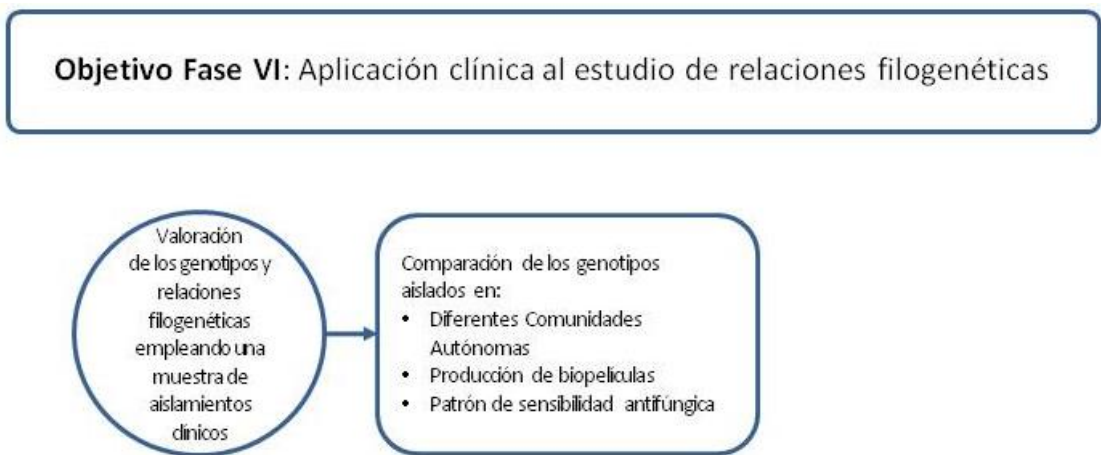 Objetivo Fase VI: Aplicación clínica al estudio de relaciones filogenéticas
Valoración
de los genotipos y
relaciones
filogenéticas
empleando una
muestra de
aislamientos
clínicos
Comparación de los genotipos
aislados en:
• Diferentes Comunidades
Autónomas
• Producción de biopelículas
• Patrón de sensibilidad antifúngica